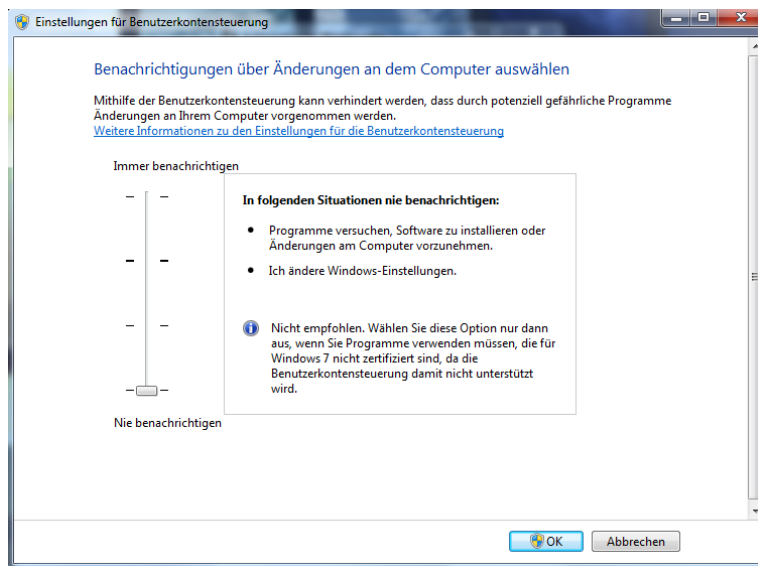 Einstellungen für Benutzerkontensteuerung
Benachrichtigungen über Änderungen an dem Computer auswählen
Mithilfe der Benutzerkontensteuerung kann verhindert werden, dass durch potenziell gefährliche Programme
Änderungen an Ihrem Computer vorgenommen werden.
Weitere Informationen zu den Einstellungen für die Benutzerkontensteuerung
Immer benachrichtigen
In folgenden Situationen nie benachrichtigen:
• Programme versuchen, Software zu installieren oder
Änderungen am Computer vorzunehmen.
• Ich ändere Windows-Einstellungen.
Nicht empfohlen. Wählen Sie diese Option nur dann
aus, wenn Sie Programme verwenden müssen, die für
Windows 7 nicht zertifiziert sind, da die
Benutzerkontensteuerung damit nicht unterstützt
wird.
Nie benachrichtigen
OK
Abbrechen